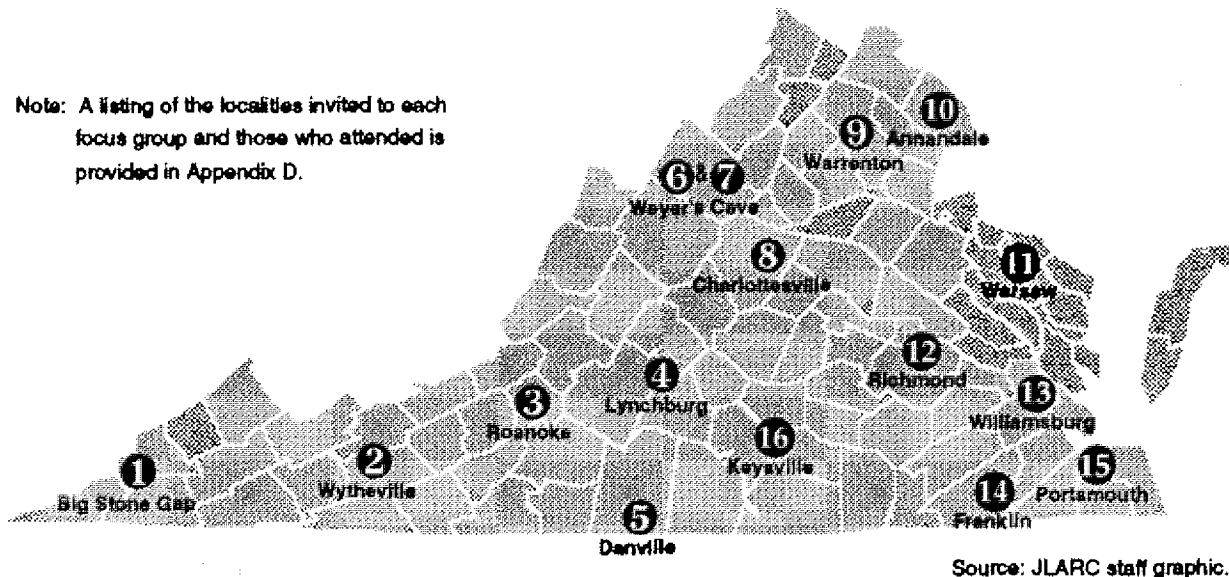 Note: A listing of the localities invited to each
focus group and those who attended is
provided in Appendix D.
10
Annandale
9
Warrenton
6 & 7
Weyer's Cave
8
Charlottesville
11
Warsaw
12
Richmond
4
Lynchburg
3
Roanoke
13
Williamsburg
16
Keysville
2
Wytheville
1
Big Stone Gap
15
Portsmouth
14
Franklin
5
Danville
Source: JLARC staff graphic.